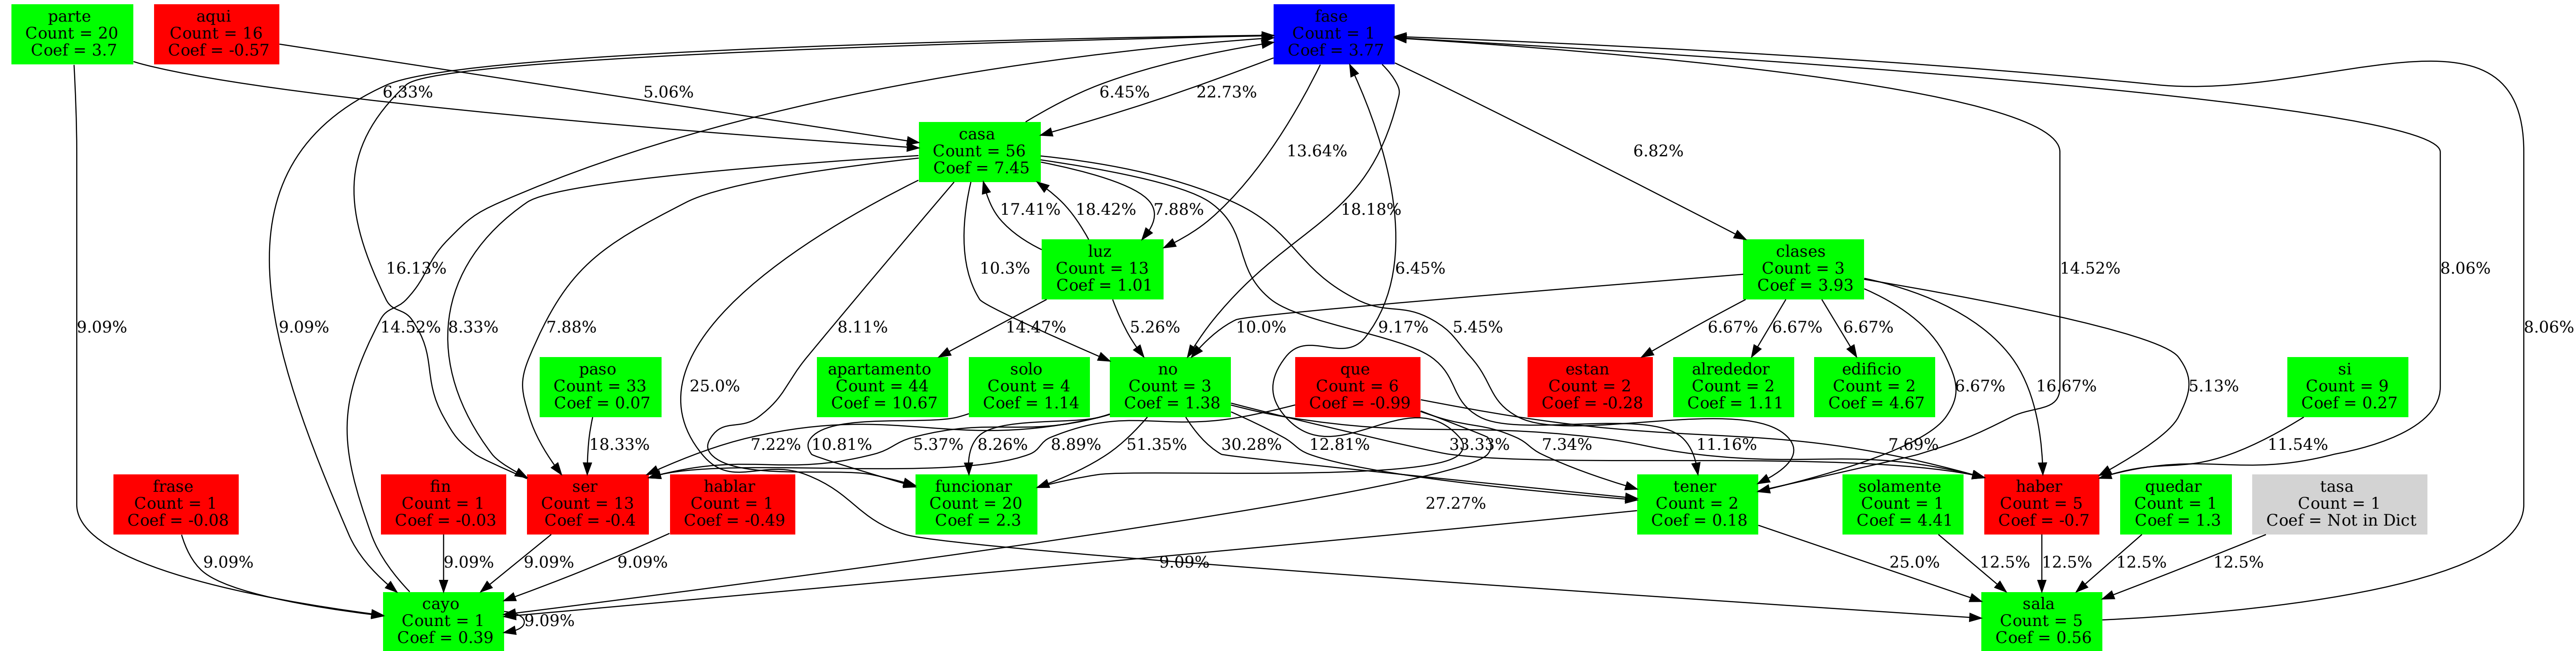 parte
Count = 20
Coef = 3.7
aqui
Count = 16
Coef = -0.57
fase
Count = 1
Coef = 3.77
6.33%
5.06%
6.45%
22.73%
casa
Count = 56
Coef = 7.45
13.64%
6.82%
17.41%
18.42%
7.88%
18.18%
luz
Count = 13
Coef = 1.01
clases
Count = 3
Coef = 3.93
16.13%
10.3%
6.45%
14.52%
8.06%
9.09%
9.09%
14.52%
8.33%
7.88%
8.11%
14.47%
5.26%
10.0%
9.17%
5.45%
6.67%
6.67%
6.67%
8.06%
paso
Count = 33
Coef = 0.07
apartamento
Count = 44
Coef = 10.67
solo
Count = 4
Coef = 1.14
no
Count = 3
Coef = 1.38
que
Count = 6
Coef = -0.99
estan
Count = 2
Coef = -0.28
alrededor
Count = 2
Coef = 1.11
edificio
Count = 2
Coef = 4.67
si
Count = 9
Coef = 0.27
25.0%
6.67%
16.67%
5.13%
18.33%
7.22%
10.81%
5.37%
8.26%
8.89%
51.35%
30.28%
12.81%
33.33%
7.34%
11.16%
7.69%
11.54%
frase
Count = 1
Coef = -0.08
fin
Count = 1
Coef = -0.03
ser
Count = 13
Coef = -0.4
hablar
Count = 1
Coef = -0.49
funcionar
Count = 20
Coef = 2.3
27.27%
tener
Count = 2
Coef = 0.18
solamente
Count = 1
Coef = 4.41
haber
Count = 5
Coef = -0.7
quedar
Count = 1
Coef = 1.3
tasa
Count = 1
Coef = Not in Dict
9.09%
9.09%
9.09%
9.09%
9.09%
25.0%
12.5%
12.5%
12.5%
12.5%
cayo
Count = 1
Coef = 0.39
9.09%
sala
Count = 5
Coef = 0.56